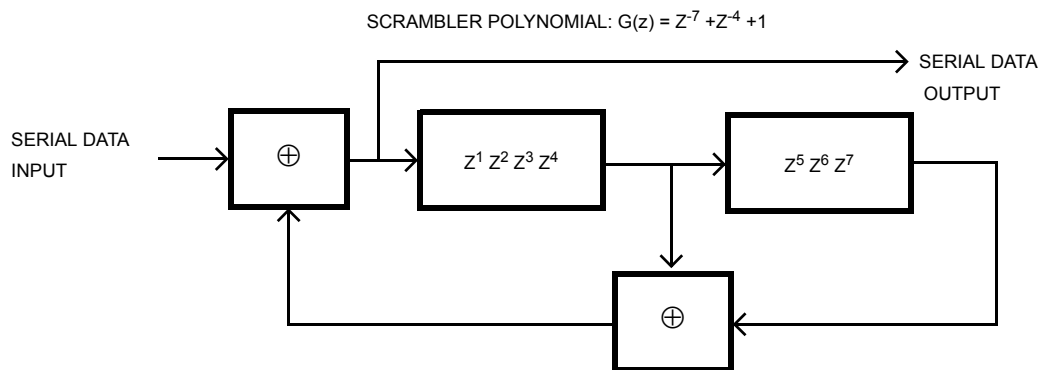 SCRAMBLER POLYNOMIAL: G(z) = Z⁻⁷ +Z⁻⁴ +1
SERIAL DATA
OUTPUT
SERIAL DATA
INPUT
⊕
Z¹ Z² Z³ Z⁴
Z⁵ Z⁶ Z⁷
⊕